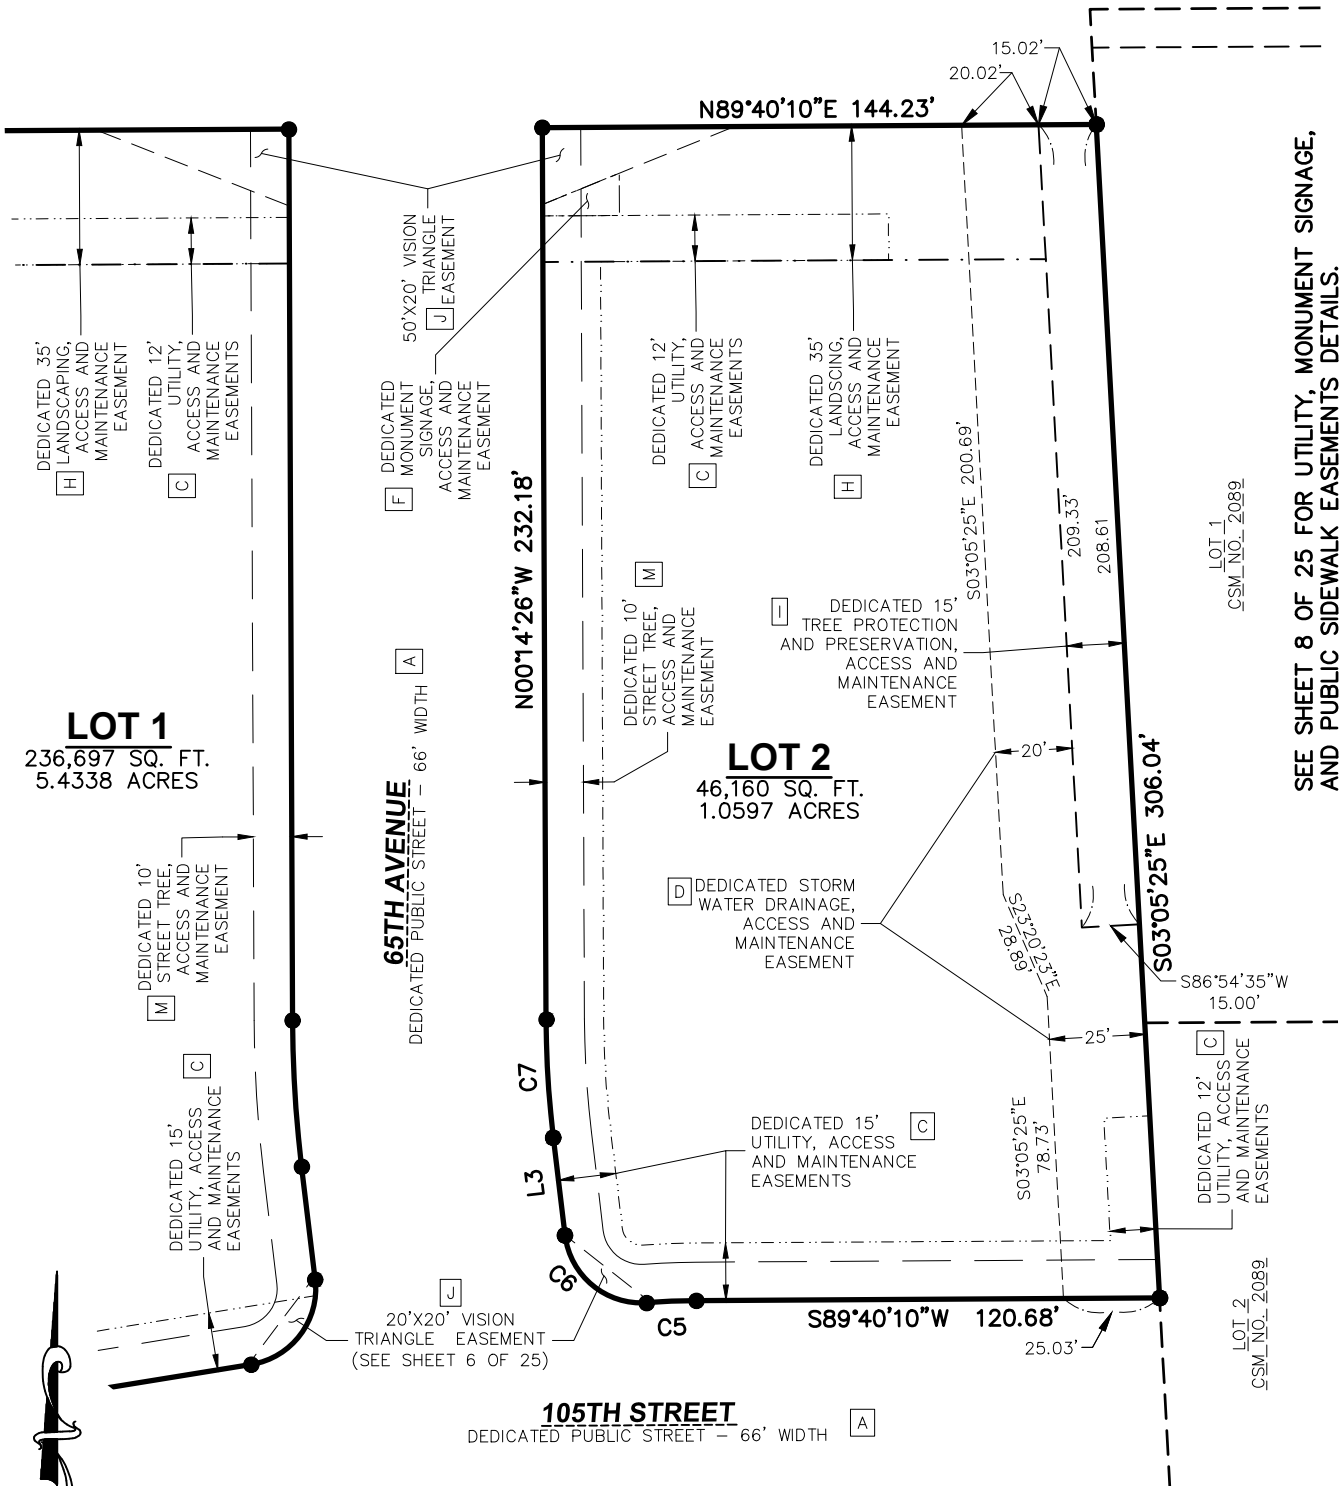 15.02'
20.02'
N89°40'10"E 144.23'
SEE SHEET 8 OF 25 FOR UTILITY, MONUMENT SIGNAGE,
AND PUBLIC SIDEWALK EASEMENTS DETAILS.
DEDICATED 35'
LANDSCAPING,
ACCESS AND
MAINTENANCE
EASEMENT
H
DEDICATED 12'
UTILITY,
ACCESS AND
MAINTENANCE
EASEMENTS
C
50'X20' VISION
TRIANGLE
EASEMENT
J
DEDICATED
MONUMENT
SIGNAGE,
ACCESS AND
MAINTENANCE
EASEMENT
F
DEDICATED 12'
UTILITY,
ACCESS AND
MAINTENANCE
EASEMENTS
C
DEDICATED 35'
LANDSCING,
ACCESS AND
MAINTENANCE
EASEMENT
H
S03°05'25"E 200.69'
209.33'
208.61
LOT 1
CSM NO. 2089
N00°14'26"W 232.18'
M
DEDICATED 10'
STREET TREE,
ACCESS AND
MAINTENANCE
EASEMENT
I
DEDICATED 15'
TREE PROTECTION
AND PRESERVATION,
ACCESS AND
MAINTENANCE
EASEMENT
LOT 1
236,697 SQ. FT.
5.4338 ACRES
65TH AVENUE
DEDICATED PUBLIC STREET - 66' WIDTH
A
LOT 2
46,160 SQ. FT.
1.0597 ACRES
20'
S03°05'25"E 306.04'
DEDICATED 10'
STREET TREE,
ACCESS AND
MAINTENANCE
EASEMENT
M
D
DEDICATED STORM
WATER DRAINAGE,
ACCESS AND
MAINTENANCE
EASEMENT
S23°20'23"E
28.89'
S86°54'35"W
15.00'
25'
C
DEDICATED 15'
UTILITY, ACCESS
AND MAINTENANCE
EASEMENTS
C7
L3
DEDICATED 15'
UTILITY, ACCESS
AND MAINTENANCE
EASEMENTS
C
S03°05'25"E
78.73'
DEDICATED 12'
UTILITY, ACCESS
AND MAINTENANCE
EASEMENTS
C
C6
C5
J
20'X20' VISION
TRIANGLE EASEMENT
(SEE SHEET 6 OF 25)
S89°40'10"W 120.68'
25.03'
LOT 2
CSM NO. 2089
105TH STREET
DEDICATED PUBLIC STREET - 66' WIDTH
A